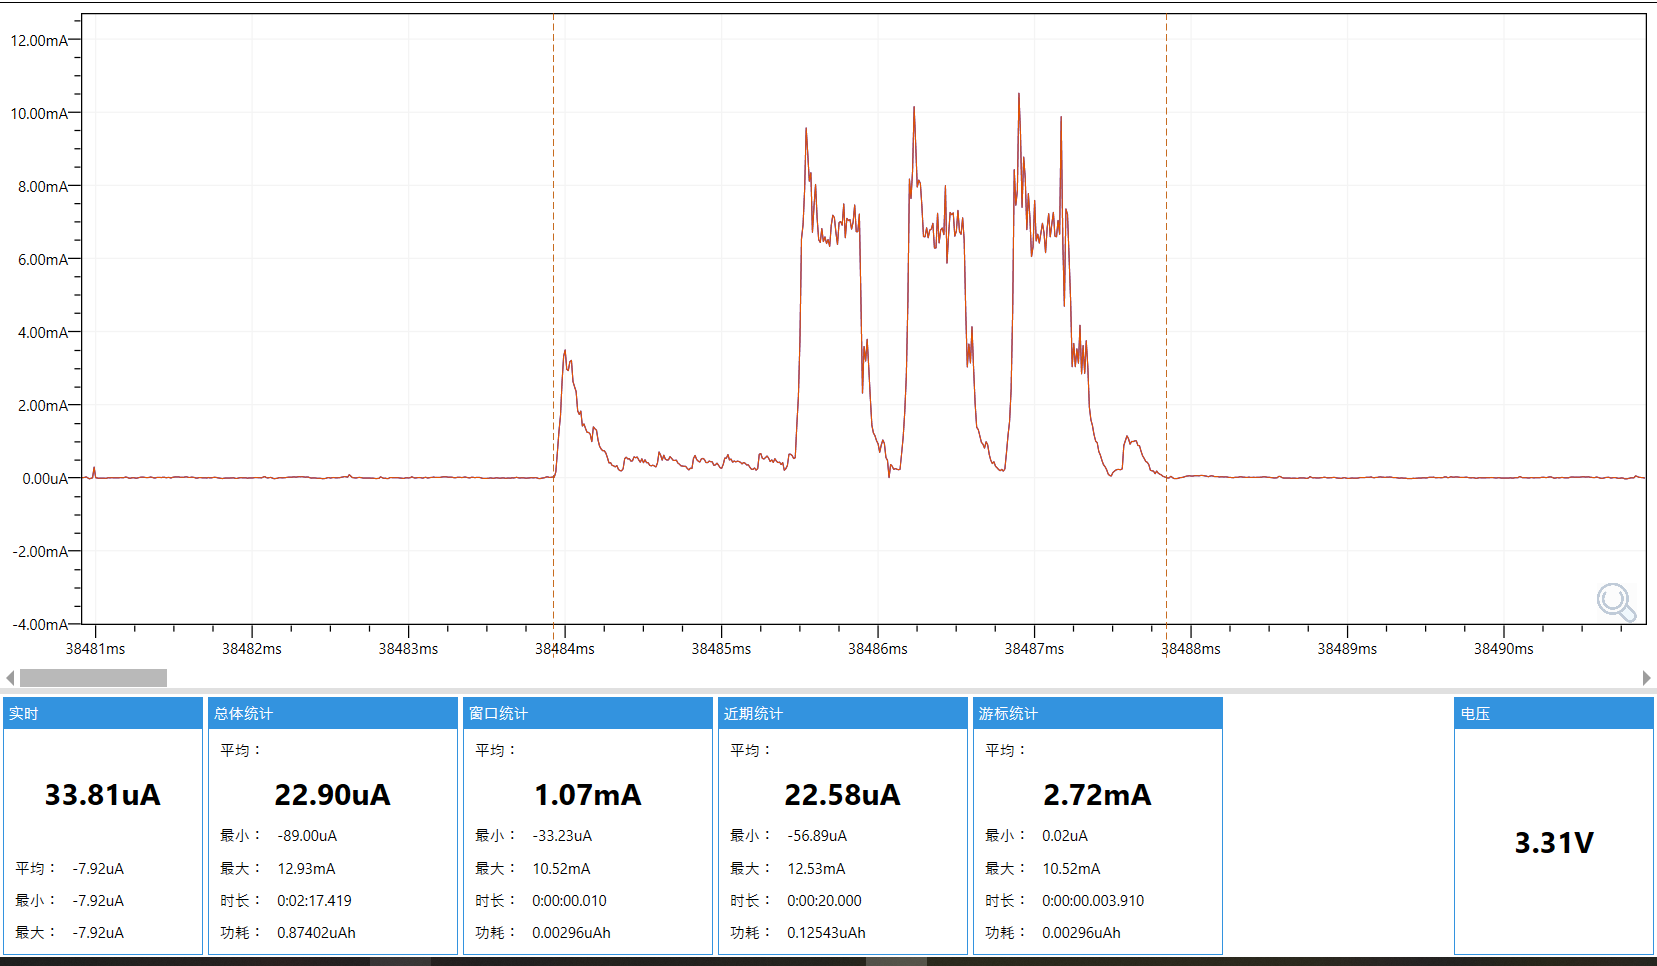 12.00mA
10.00mA
8.00mA
6.00mA
4.00mA
2.00mA
0.00uA
-2.00mA
-4.00mA
38481ms 38482ms 38483ms 38484ms 38485ms 38486ms 38487ms 38488ms 38489ms 38490ms
实时
33.81uA
平均： -7.92uA
最小： -7.92uA
最大： -7.92uA
总体统计
平均：
22.90uA
最小： -89.00uA
最大： 12.93mA
时长： 0:02:17.419
功耗： 0.87402uAh
窗口统计
平均：
1.07mA
最小： -33.23uA
最大： 10.52mA
时长： 0:00:00.010
功耗： 0.00296uAh
近期统计
平均：
22.58uA
最小： -56.89uA
最大： 12.53mA
时长： 0:00:20.000
功耗： 0.12543uAh
游标统计
平均：
2.72mA
最小： 0.02uA
最大： 10.52mA
时长： 0:00:00.003.910
功耗： 0.00296uAh
电压
3.31V